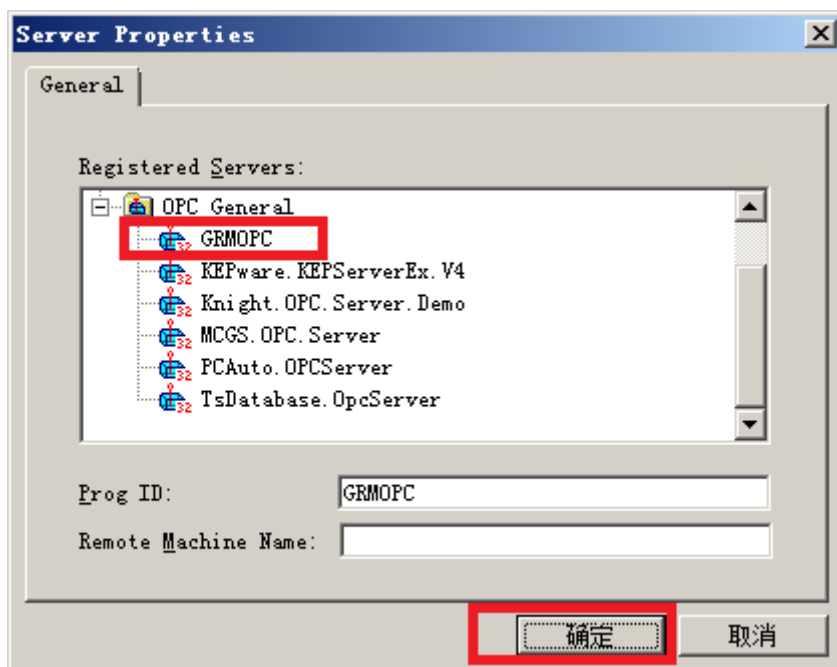 Server Properties
General
Registered Servers:
OPC General
GRMOPC
KEPware.KEPServerEx.V4
Knight.OPC.Server.Demo
MCGS.OPC.Server
PCAuto.OPCServer
TsDatabase.OpcServer
Prog ID: GRMOPC
Remote Machine Name:
确定 取消